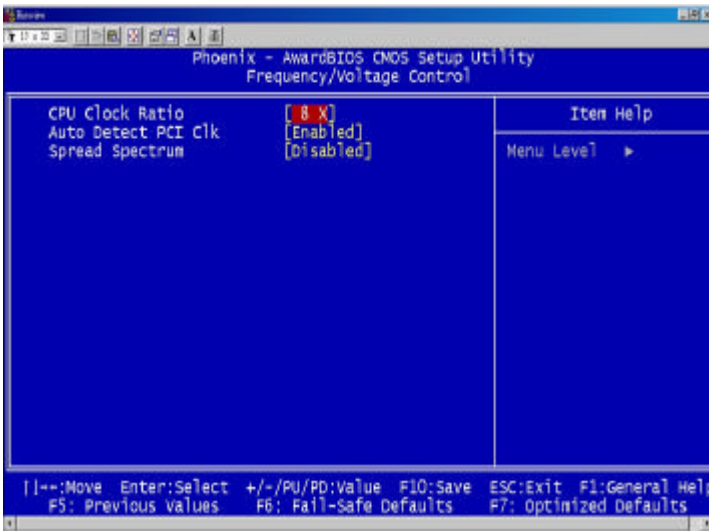 Phoenix - AwardBIOS CMOS Setup Utility
Frequency/Voltage Control
CPU Clock Ratio [ 8 X]
Auto Detect PCI Clk [Enabled]
Spread Spectrum [Disabled]
Item Help
Menu Level ►
:Move Enter:Select +/-/PU/PD:Value F10:Save ESC:Exit F1:General Help
F5: Previous Values F6: Fail-Safe Defaults F7: Optimized Defaults